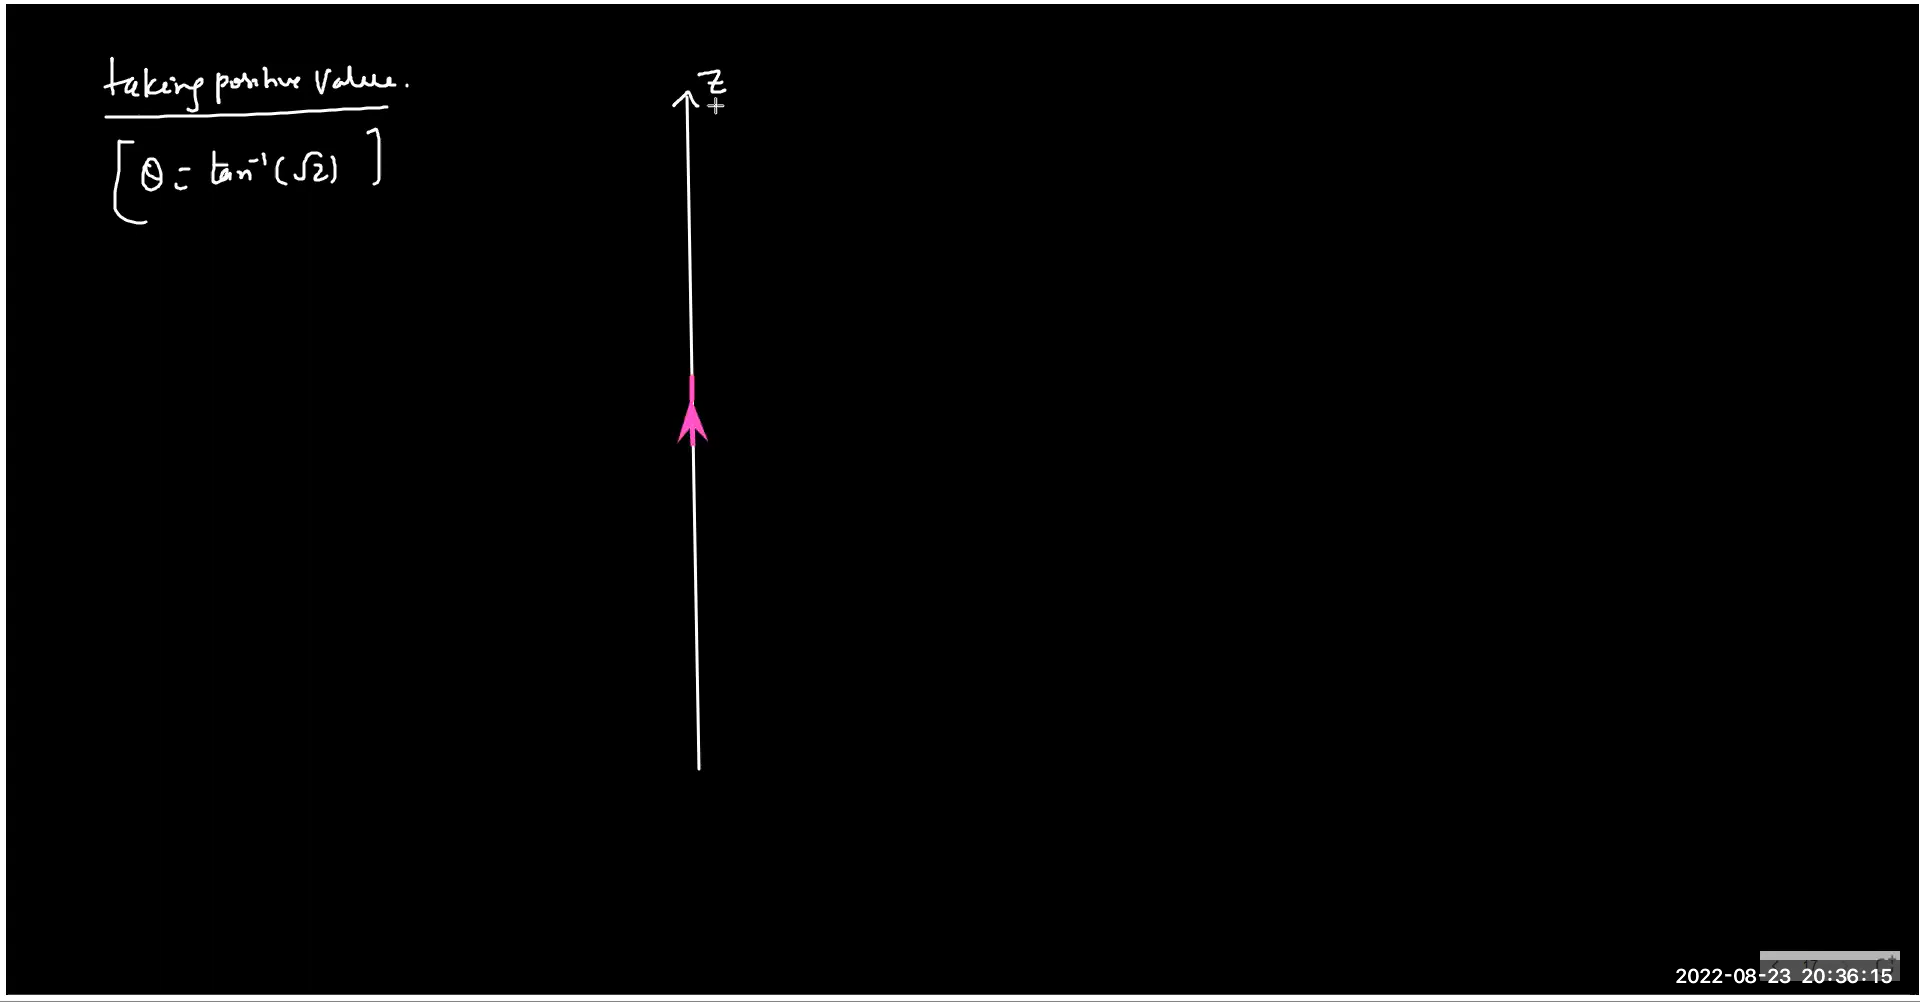 taking positive value.
[θ = tan⁻¹(√2)]
z
2022-08-23 20:36:15